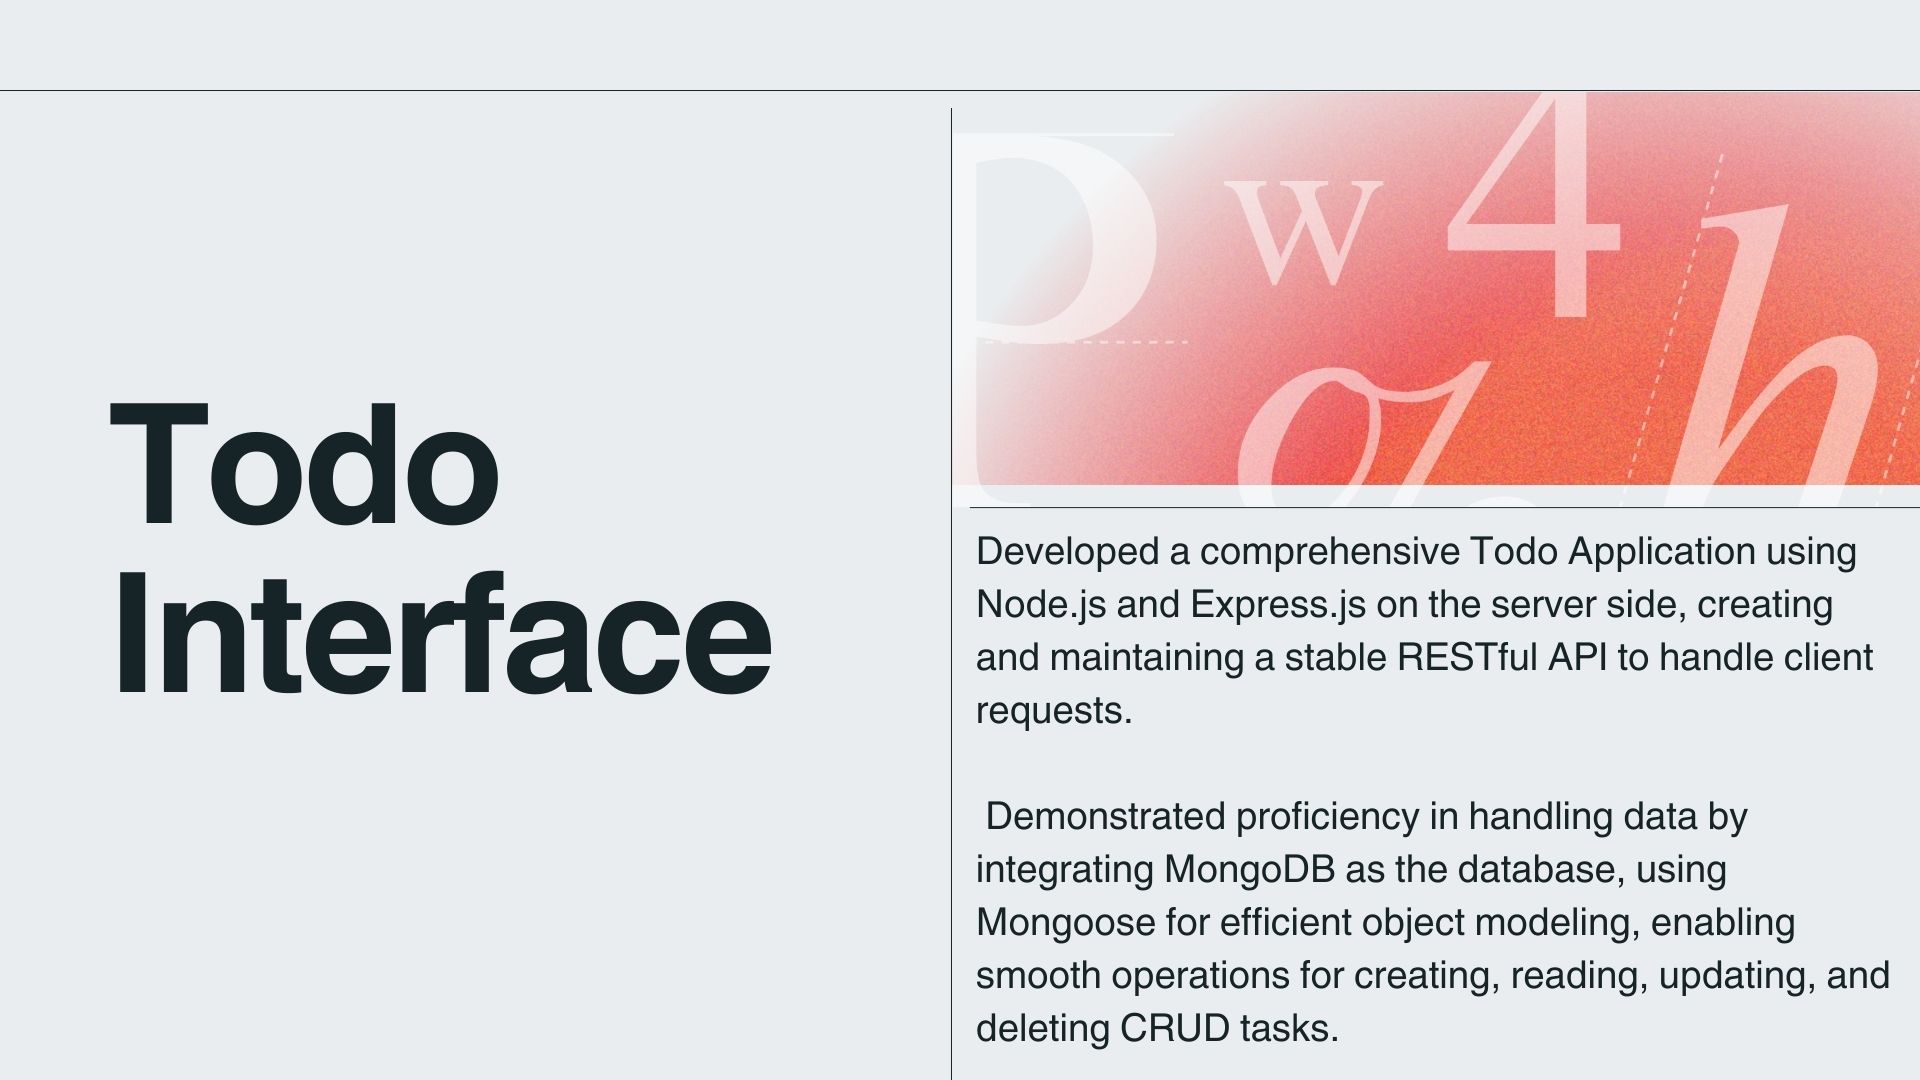 P w 4 h a
Todo
Interface
Developed a comprehensive Todo Application using
Node.js and Express.js on the server side, creating
and maintaining a stable RESTful API to handle client
requests.
Demonstrated proficiency in handling data by
integrating MongoDB as the database, using
Mongoose for efficient object modeling, enabling
smooth operations for creating, reading, updating, and
deleting CRUD tasks.